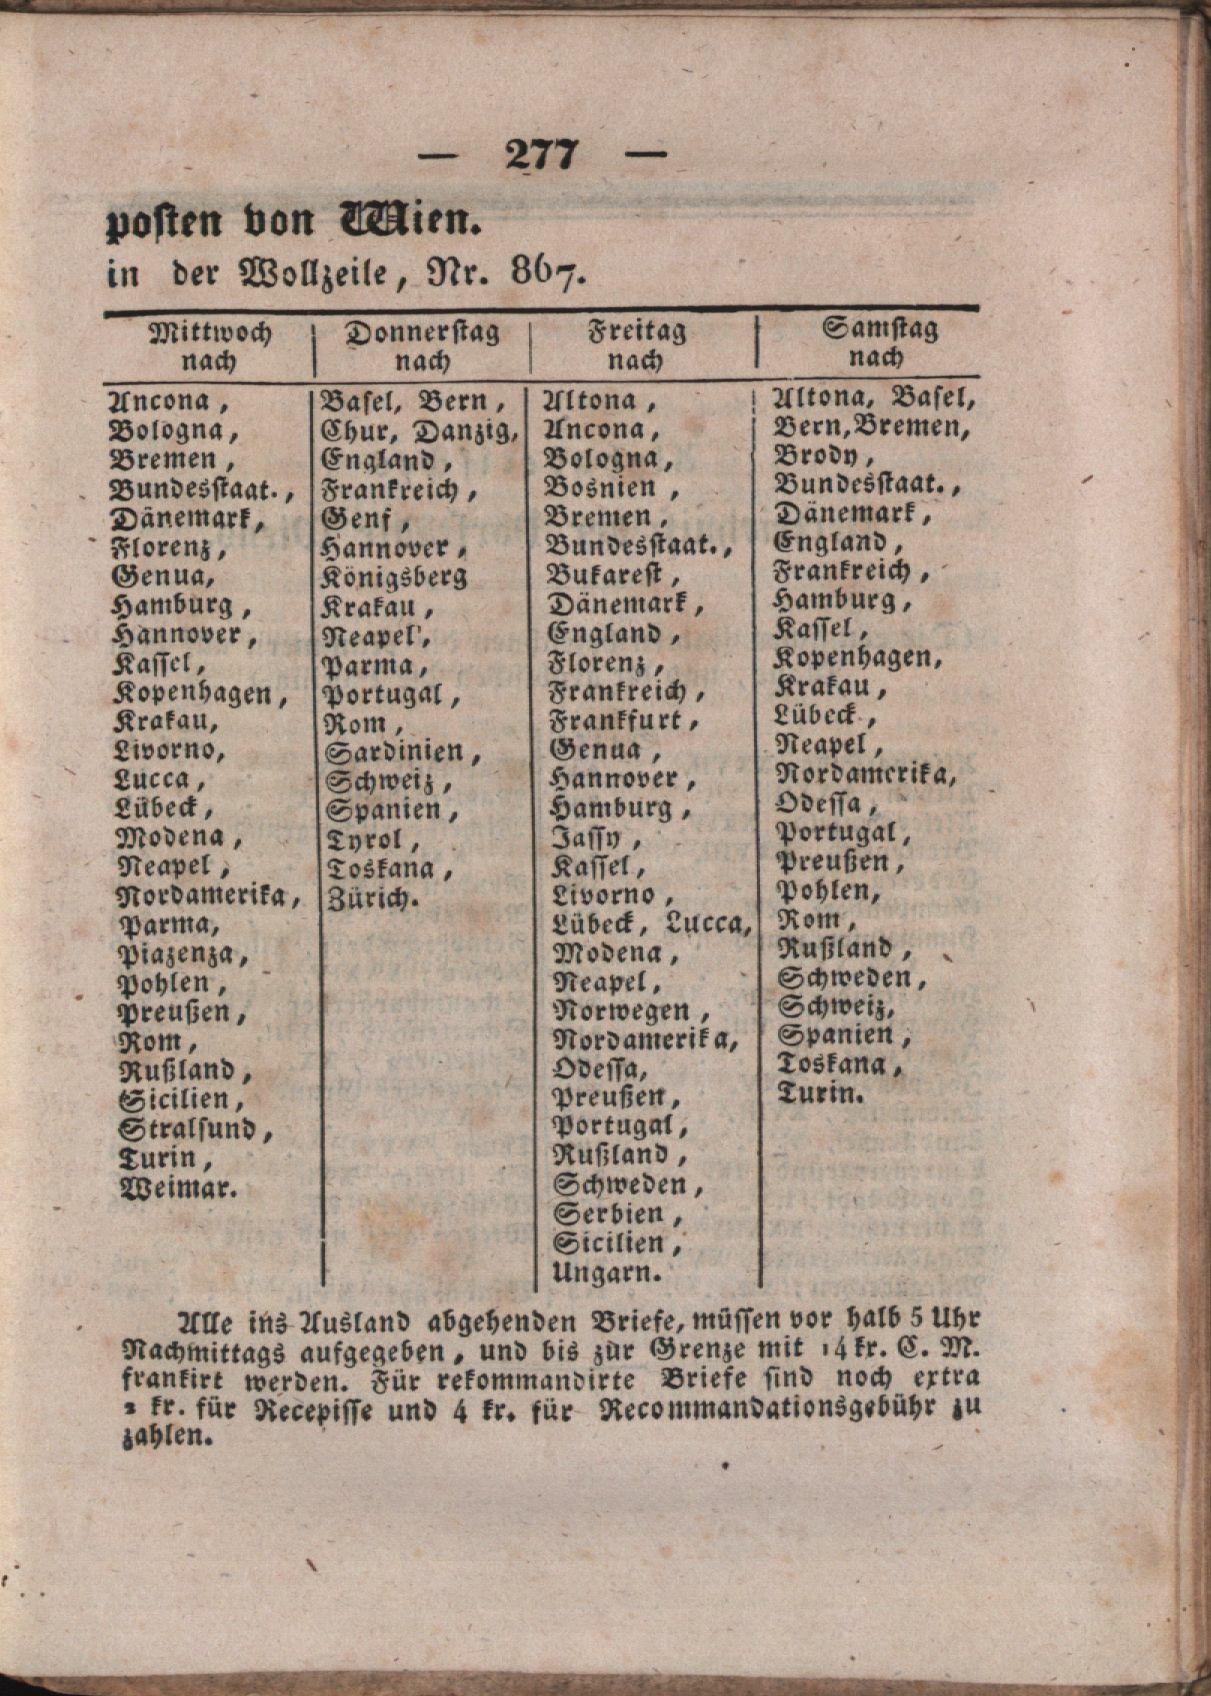 — 277 —
posten von Wien.
in der Wollzeile, Nr. 867.
Mittwoch
nach
Ancona,
Bologna,
Bremen,
Bundesstaat.,
Dänemark,
Florenz,
Genua,
Hamburg,
Hannover,
Kassel,
Kopenhagen,
Krakau,
Livorno,
Lucca,
Lübeck,
Modena,
Neapel,
Nordamerika,
Parma,
Piazenza,
Pohlen,
Preußen,
Rom,
Rußland,
Sicilien,
Stralsund,
Turin,
Weimar.
Donnerstag
nach
Basel, Bern,
Chur, Danzig,
England,
Frankreich,
Genf,
Hannover,
Königsberg
Krakau,
Neapel,
Parma,
Portugal,
Rom,
Sardinien,
Schweiz,
Spanien,
Tyrol,
Toskana,
Zürich.
Freitag
nach
Altona,
Ancona,
Bologna,
Bosnien,
Bremen,
Bundesstaat.,
Bukarest,
Dänemark,
England,
Florenz,
Frankreich,
Frankfurt,
Genua,
Hannover,
Hamburg,
Jassy,
Kassel,
Livorno,
Lübeck, Lucca,
Modena,
Neapel,
Norwegen,
Nordamerika,
Odessa,
Preußen,
Portugal,
Rußland,
Schweden,
Serbien,
Sicilien,
Ungarn.
Samstag
nach
Altona, Basel,
Bern, Bremen,
Brody,
Bundesstaat.,
Dänemark,
England,
Frankreich,
Hamburg,
Kassel,
Kopenhagen,
Krakau,
Lübeck,
Neapel,
Nordamerika,
Odessa,
Portugal,
Preußen,
Pohlen,
Rom,
Rußland,
Schweden,
Schweiz,
Spanien,
Toskana,
Turin.
Alle ins Ausland abgehenden Briefe, müssen vor halb 5 Uhr
Nachmittags aufgegeben, und bis zur Grenze mit 14 kr. C. M.
frankirt werden. Für rekommandirte Briefe sind noch extra
2 kr. für Recepisse und 4 kr. für Recommandationsgebühr zu
zahlen.